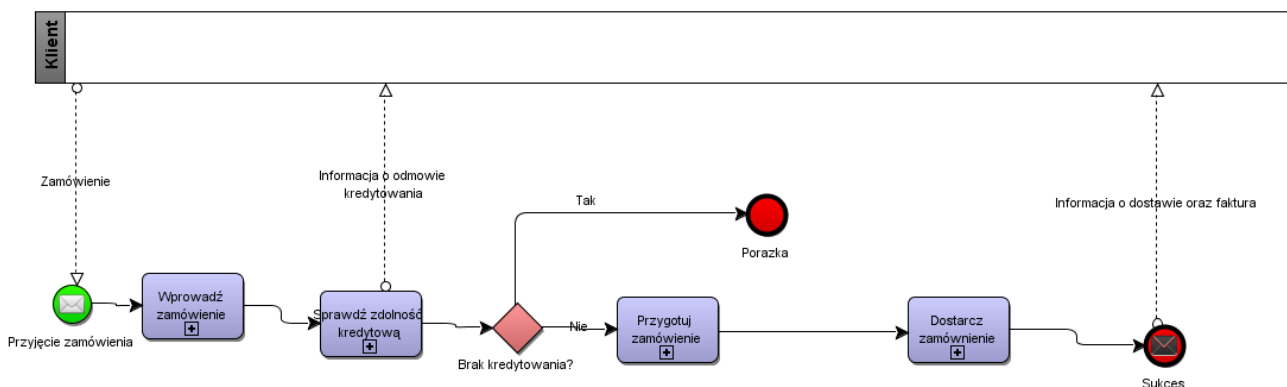 Klient
Zamówienie
Informacja o odmowie
kredytowania
Tak
Porazka
Informacja o dostawie oraz faktura
Przyjęcie zamówienia
Wprowadź
zamówienie
Sprawdź zdolność
kredytową
Brak kredytowania?
Nie
Przygotuj
zamówienie
Dostarcz
zamównienie
Sukces